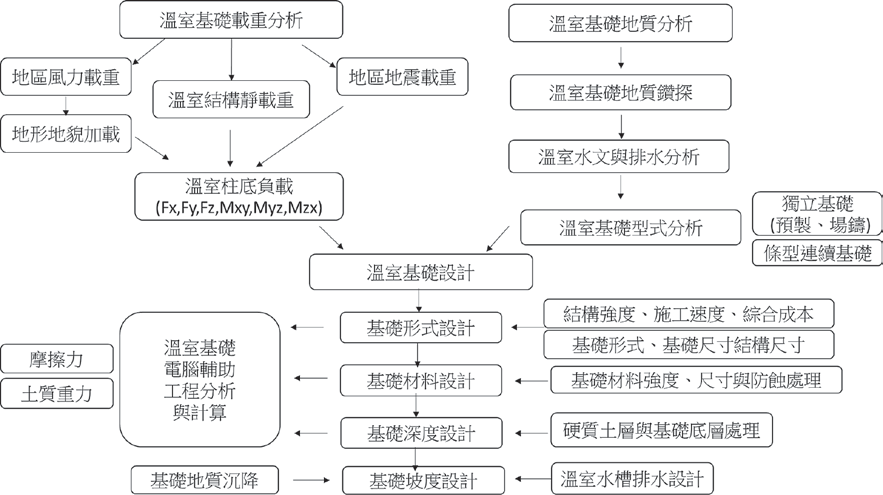 溫室基礎載重分析
地區風力載重
溫室結構靜載重
地區地震載重
地形地貌加載
溫室柱底負載
(Fx,Fy,Fz,Mxy,Myz,Mzx)
溫室基礎地質分析
溫室基礎地質鑽探
溫室水文與排水分析
溫室基礎型式分析
獨立基礎
(預製、場鑄)
條型連續基礎
溫室基礎設計
基礎形式設計
結構強度、施工速度、綜合成本
基礎形式、基礎尺寸結構尺寸
摩擦力
土質重力
溫室基礎
電腦輔助
工程分析
與計算
基礎材料設計
基礎材料強度、尺寸與防蝕處理
基礎深度設計
硬質土層與基礎底層處理
基礎地質沉降
基礎坡度設計
溫室水槽排水設計